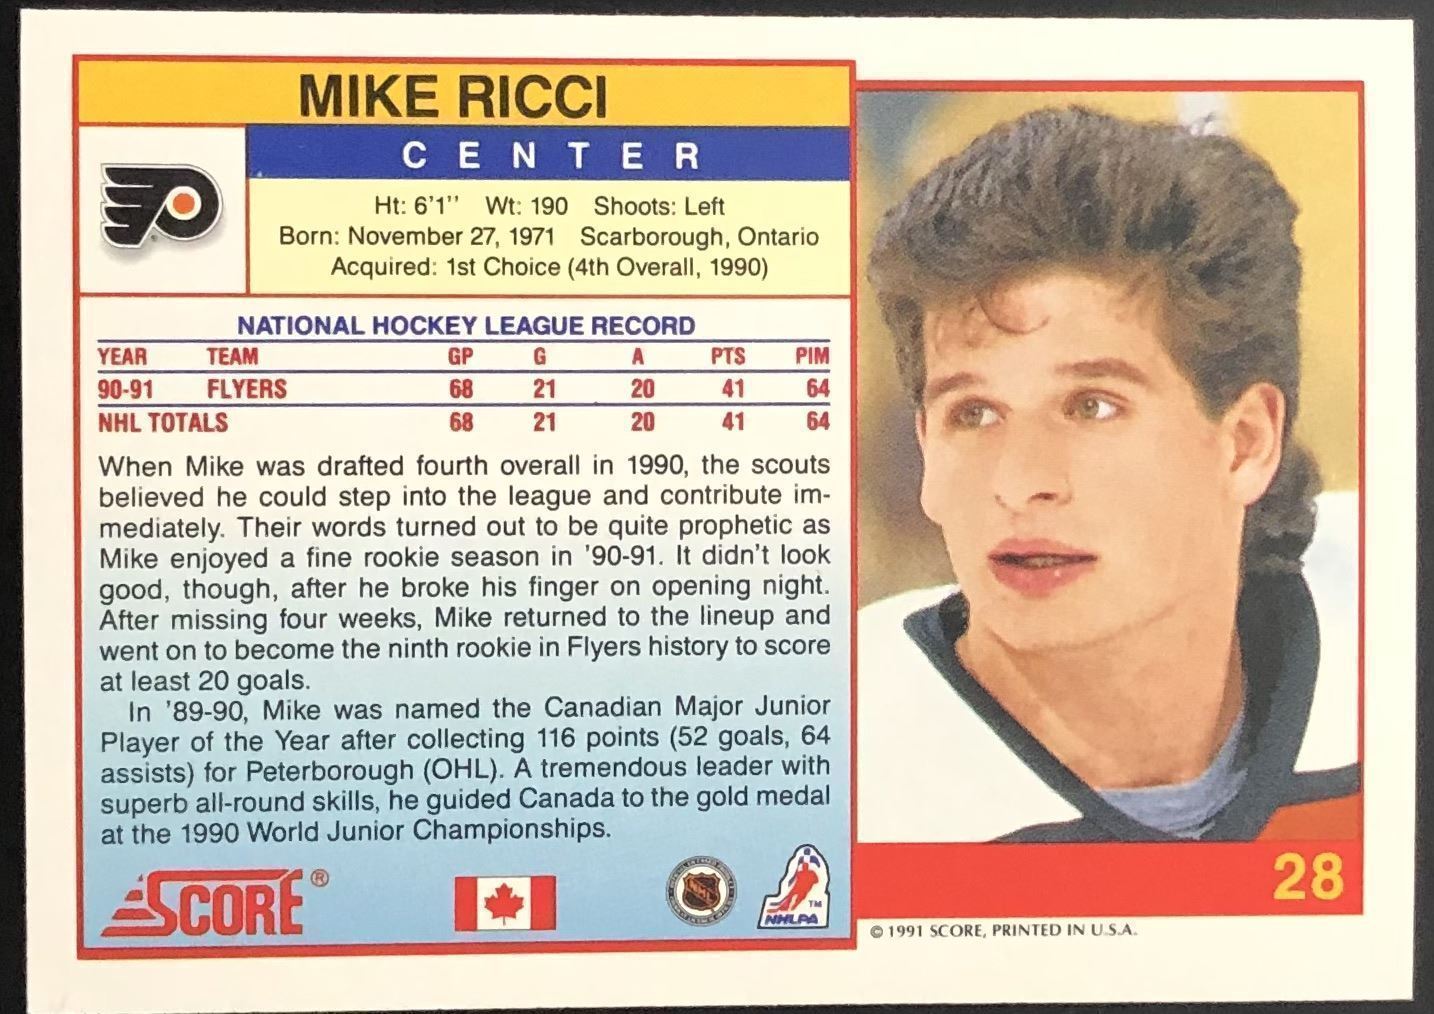 MIKE RICCI
CENTER
Ht: 6'1'' Wt: 190 Shoots: Left
Born: November 27, 1971 Scarborough, Ontario
Acquired: 1st Choice (4th Overall, 1990)
NATIONAL HOCKEY LEAGUE RECORD
YEAR TEAM GP G A PTS PIM
90-91 FLYERS 68 21 20 41 64
NHL TOTALS 68 21 20 41 64
When Mike was drafted fourth overall in 1990, the scouts
believed he could step into the league and contribute im-
mediately. Their words turned out to be quite prophetic as
Mike enjoyed a fine rookie season in '90-91. It didn't look
good, though, after he broke his finger on opening night.
After missing four weeks, Mike returned to the lineup and
went on to become the ninth rookie in Flyers history to score
at least 20 goals.
In '89-90, Mike was named the Canadian Major Junior
Player of the Year after collecting 116 points (52 goals, 64
assists) for Peterborough (OHL). A tremendous leader with
superb all-round skills, he guided Canada to the gold medal
at the 1990 World Junior Championships.
SCORE®
NHL
NHLPA TM
28
© 1991 SCORE, PRINTED IN U.S.A.